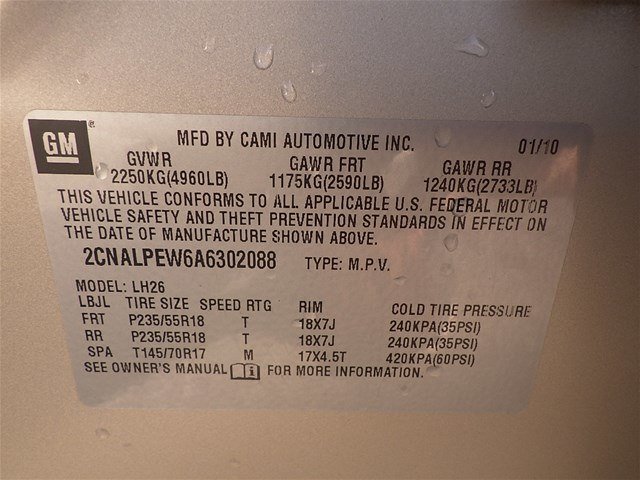 GM®
MFD BY CAMI AUTOMOTIVE INC. 01/10
GVWR GAWR FRT GAWR RR
2250KG(4960LB) 1175KG(2590LB) 1240KG(2733LB)
THIS VEHICLE CONFORMS TO ALL APPLICABLE U.S. FEDERAL MOTOR
VEHICLE SAFETY AND THEFT PREVENTION STANDARDS IN EFFECT ON
THE DATE OF MANUFACTURE SHOWN ABOVE.
2CNALPEW6A6302088 TYPE: M.P.V.
MODEL: LH26
LBJL TIRE SIZE SPEED RTG RIM COLD TIRE PRESSURE
FRT P235/55R18 T 18X7J 240KPA(35PSI)
RR P235/55R18 T 18X7J 240KPA(35PSI)
SPA T145/70R17 M 17X4.5T 420KPA(60PSI)
SEE OWNER'S MANUAL FOR MORE INFORMATION.